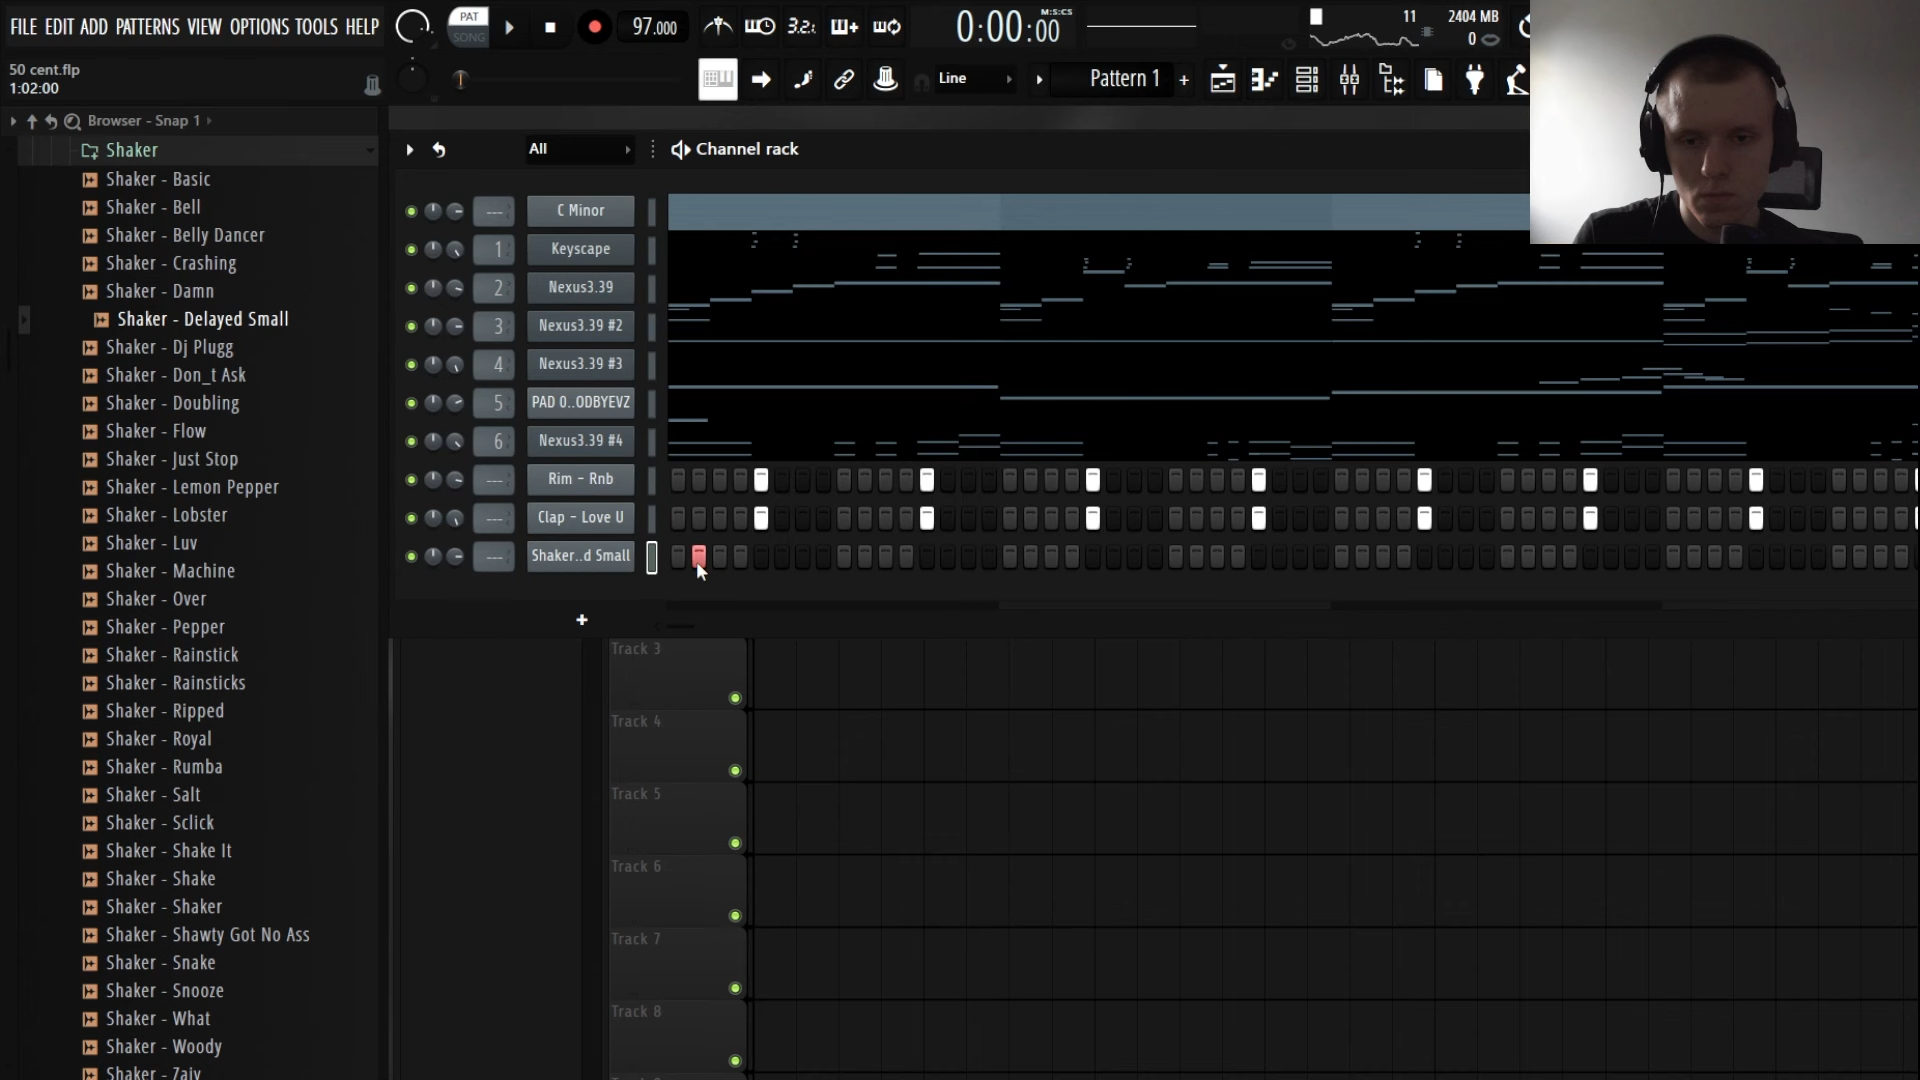 FILE EDIT ADD PATTERNS VIEW OPTIONS TOOLS HELP
PAT
SONG
97.000
3.2.
0:00:00
M:S:CS
11
2404 MB
0
50 cent.flp
1:02:00
Line
Pattern 1
+
Browser - Snap 1
All
Channel rack
Shaker
Shaker - Basic
Shaker - Bell
Shaker - Belly Dancer
Shaker - Crashing
Shaker - Damn
Shaker - Delayed Small
Shaker - Dj Plugg
Shaker - Don_t Ask
Shaker - Doubling
Shaker - Flow
Shaker - Just Stop
Shaker - Lemon Pepper
Shaker - Lobster
Shaker - Luv
Shaker - Machine
Shaker - Over
Shaker - Pepper
Shaker - Rainstick
Shaker - Rainsticks
Shaker - Ripped
Shaker - Royal
Shaker - Rumba
Shaker - Salt
Shaker - Sclick
Shaker - Shake It
Shaker - Shake
Shaker - Shaker
Shaker - Shawty Got No Ass
Shaker - Snake
Shaker - Snooze
Shaker - What
Shaker - Woody
Shaker - Zaiy
--- C Minor
1 Keyscape
2 Nexus3.39
3 Nexus3.39 #2
4 Nexus3.39 #3
5 PAD 0..ODBYEVZ
6 Nexus3.39 #4
--- Rim - Rnb
--- Clap - Love U
--- Shaker..d Small
+
Track 3
Track 4
Track 5
Track 6
Track 7
Track 8